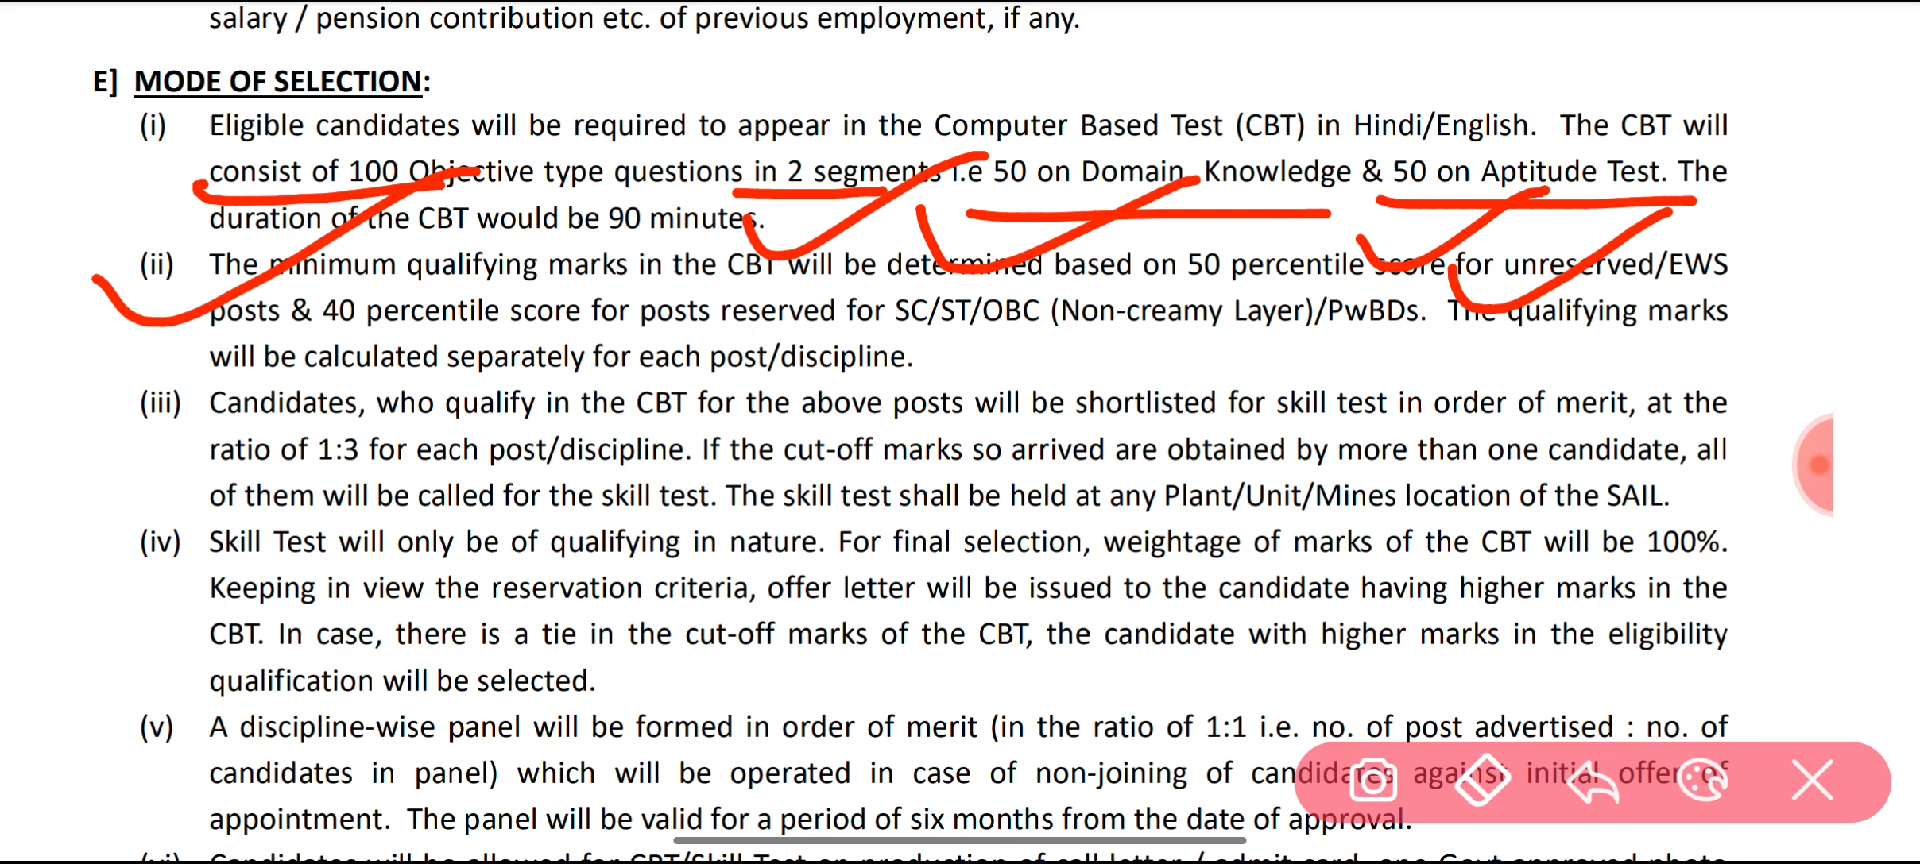 salary / pension contribution etc. of previous employment, if any.
E] MODE OF SELECTION:
(i) Eligible candidates will be required to appear in the Computer Based Test (CBT) in Hindi/English. The CBT will
consist of 100 Objective type questions in 2 segments i.e 50 on Domain Knowledge & 50 on Aptitude Test. The
duration of the CBT would be 90 minutes.
(ii) The minimum qualifying marks in the CBT will be determined based on 50 percentile score for unreserved/EWS
posts & 40 percentile score for posts reserved for SC/ST/OBC (Non-creamy Layer)/PwBDs. The qualifying marks
will be calculated separately for each post/discipline.
(iii) Candidates, who qualify in the CBT for the above posts will be shortlisted for skill test in order of merit, at the
ratio of 1:3 for each post/discipline. If the cut-off marks so arrived are obtained by more than one candidate, all
of them will be called for the skill test. The skill test shall be held at any Plant/Unit/Mines location of the SAIL.
(iv) Skill Test will only be of qualifying in nature. For final selection, weightage of marks of the CBT will be 100%.
Keeping in view the reservation criteria, offer letter will be issued to the candidate having higher marks in the
CBT. In case, there is a tie in the cut-off marks of the CBT, the candidate with higher marks in the eligibility
qualification will be selected.
(v) A discipline-wise panel will be formed in order of merit (in the ratio of 1:1 i.e. no. of post advertised : no. of
candidates in panel) which will be operated in case of non-joining of candidates against initial offer of
appointment. The panel will be valid for a period of six months from the date of approval.